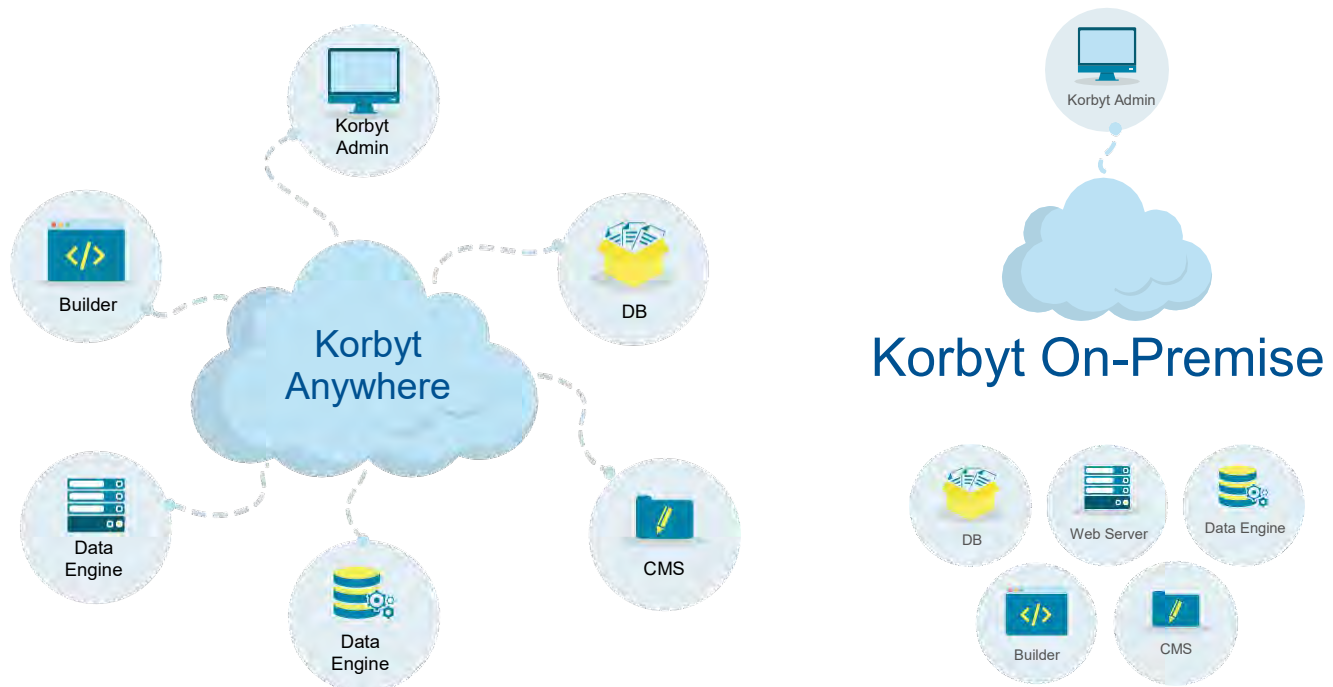 Korbyt
Admin
Builder
DB
Korbyt
Anywhere
Data
Engine
Data
Engine
CMS
Korbyt Admin
Korbyt On-Premise
DB
Web Server
Data Engine
Builder
CMS